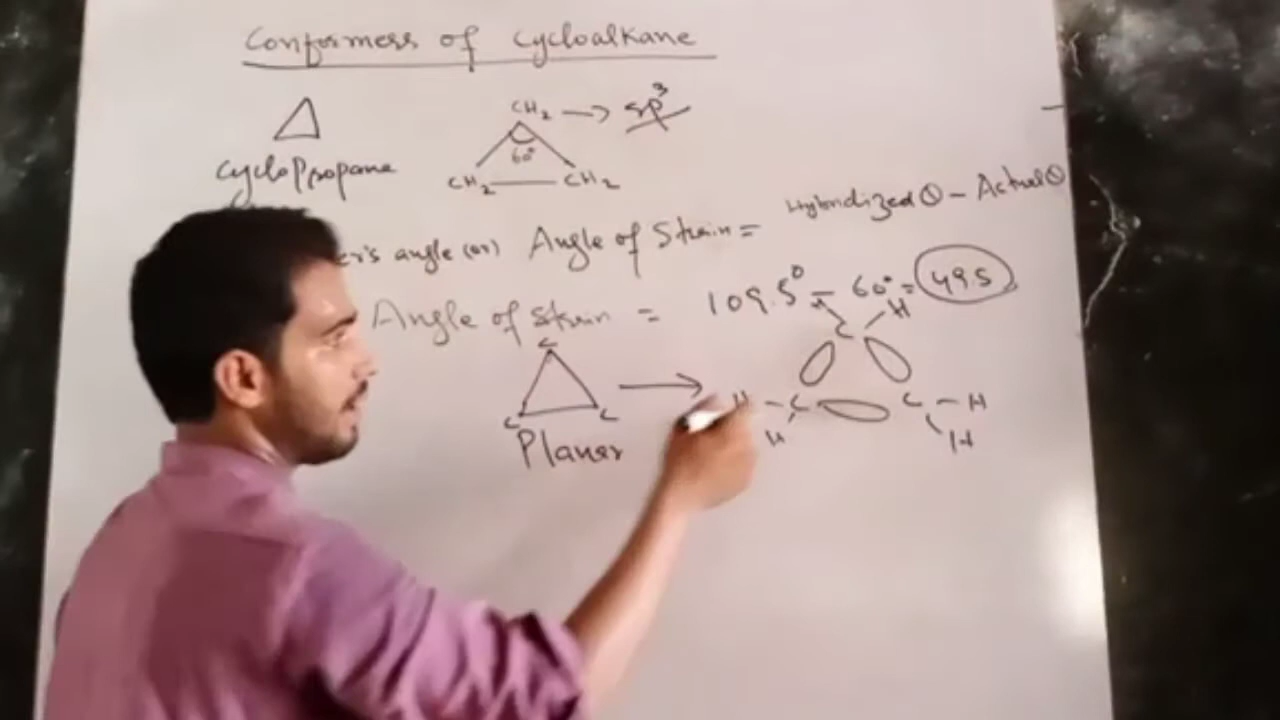 Conformers of cycloalkane
CH₂ → sp³
60°
CH₂ CH₂
cycloPropane
Hybridized θ - Actual θ
er's angle (or) Angle of Strain =
Angle of Strain = 109.5° - 60° = 49.5
H H
C
C
C C
H C C H
H H
Planer